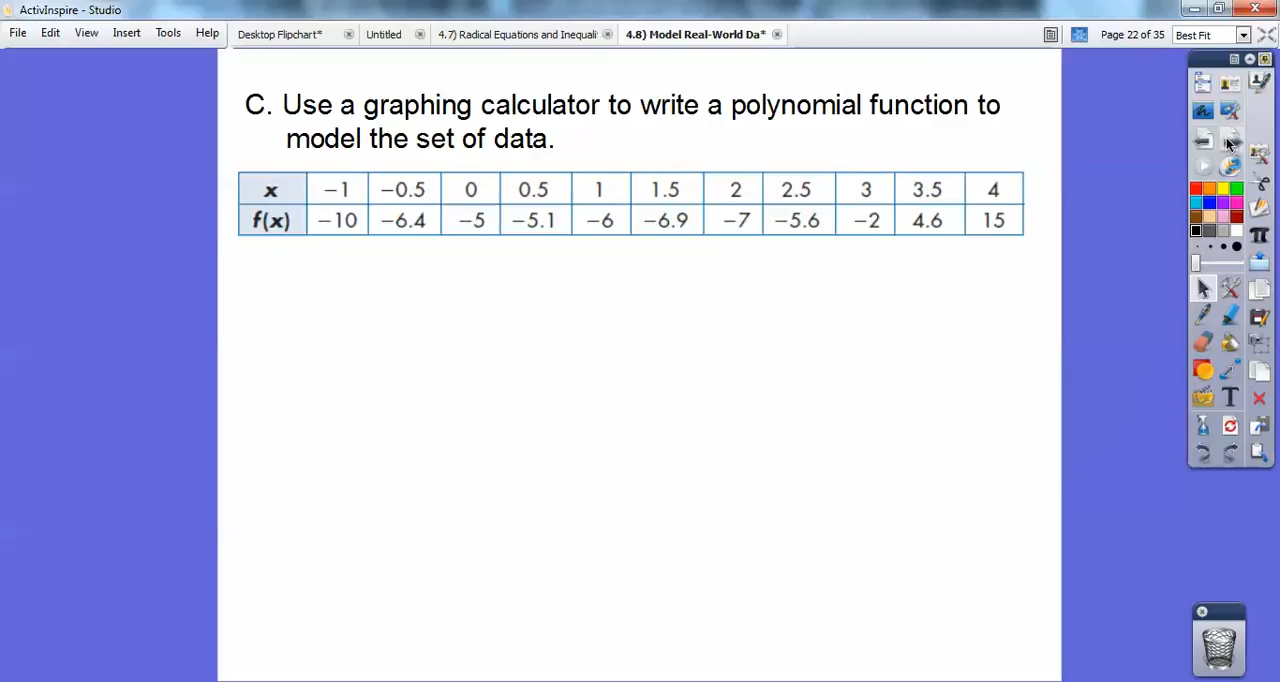 ActivInspire - Studio
File Edit View Insert Tools Help
Desktop Flipchart* Untitled 4.7) Radical Equations and Inequali 4.8) Model Real-World Da* Page 22 of 35 Best Fit
C. Use a graphing calculator to write a polynomial function to
model the set of data.
x −1 −0.5 0 0.5 1 1.5 2 2.5 3 3.5 4
f(x) −10 −6.4 −5 −5.1 −6 −6.9 −7 −5.6 −2 4.6 15